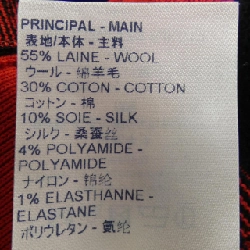 PRINCIPAL - MAIN
表地/本体 - 主料
55% LAINE - WOOL
ウール - 綿羊毛
30% COTON - COTTON
コットン - 棉
10% SOIE - SILK
シルク - 桑蚕丝
4% POLYAMIDE -
POLYAMIDE
ナイロン - 锦纶
1% ELASTHANNE -
ELASTANE
ポリウレタン - 氨纶